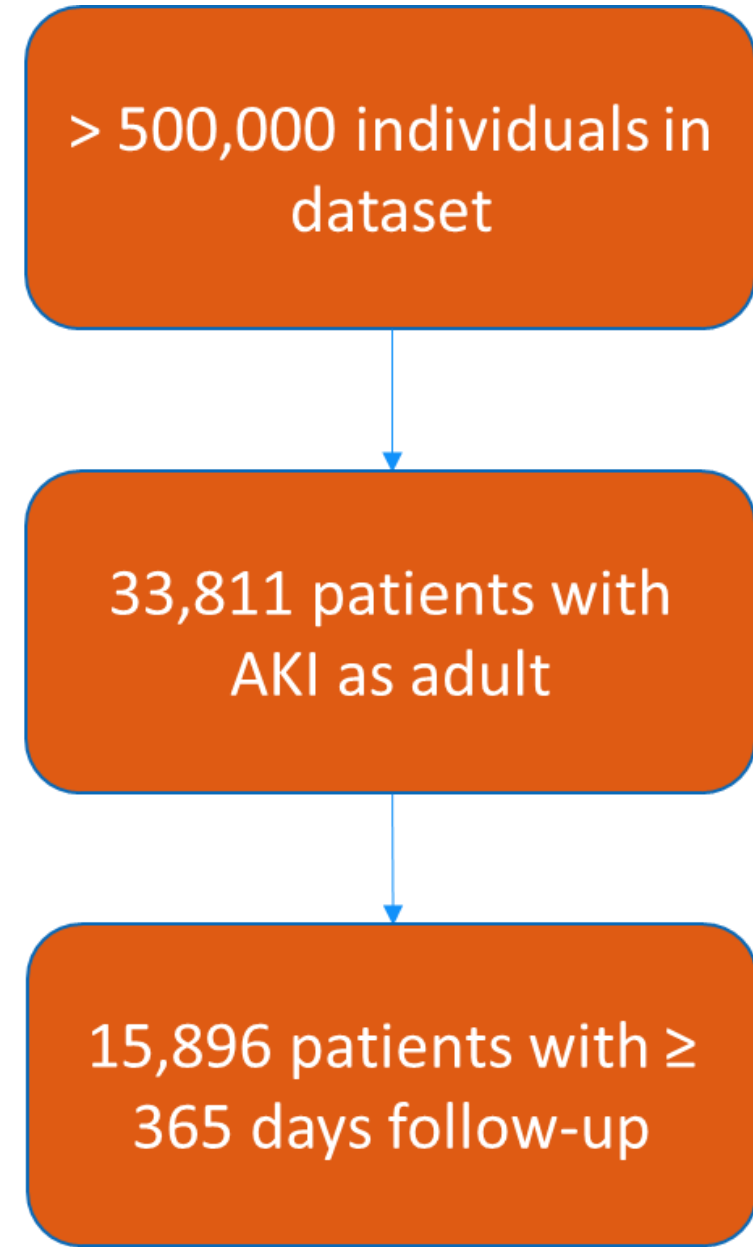 > 500,000 individuals in
dataset
33,811 patients with
AKI as adult
15,896 patients with ≥
365 days follow-up